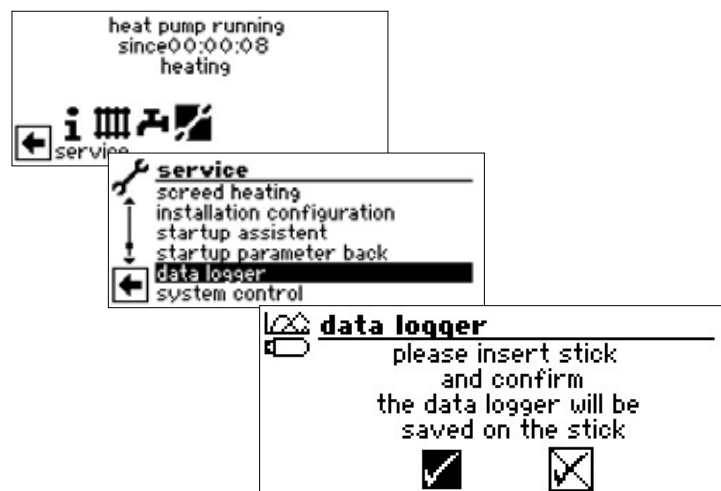 heat pump running
since00:00:08
heating
service
service
screed heating
installation configuration
startup assistent
startup parameter back
data logger
system control
data logger
please insert stick
and confirm
the data logger will be
saved on the stick